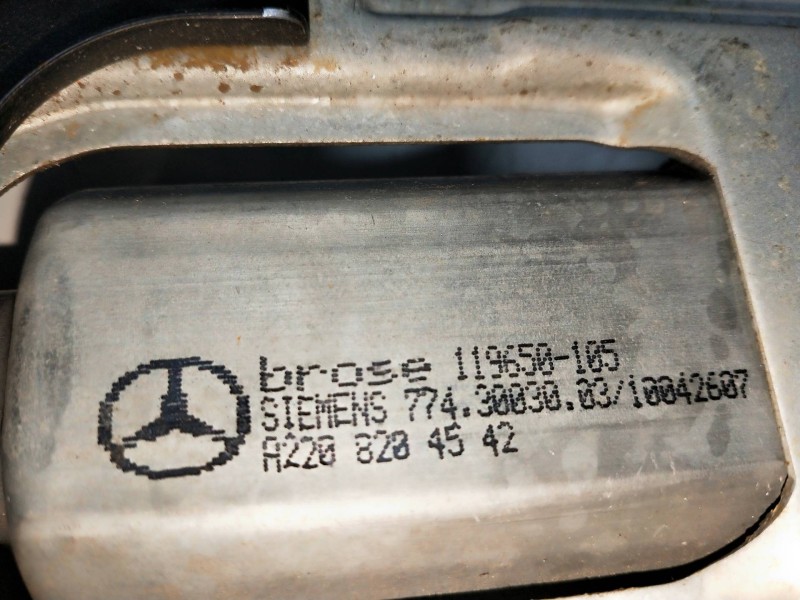 brose 119650-105
SIEMENS 774.30030.03/10042607
A220 820 45 42